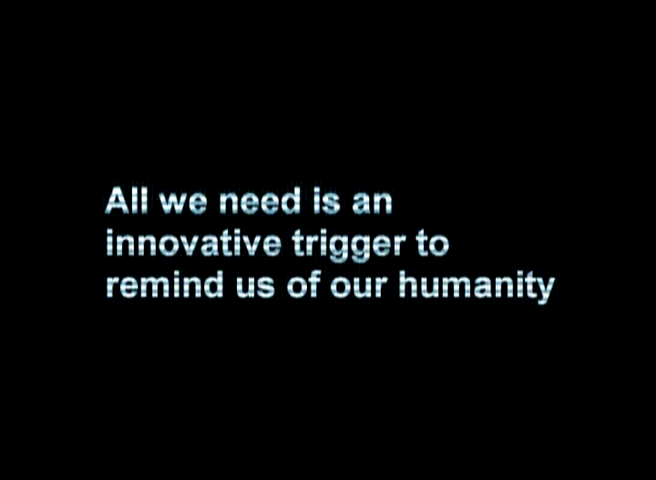 All we need is an
innovative trigger to
remind us of our humanity